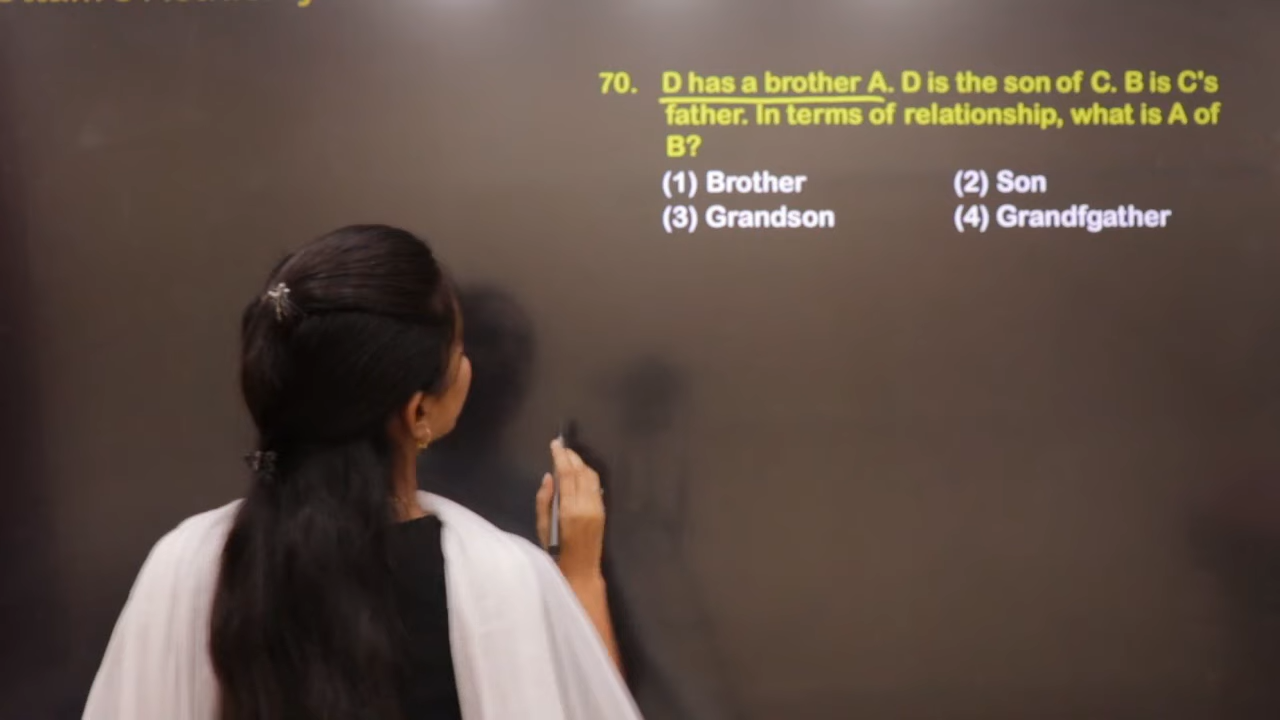 70. D has a brother A. D is the son of C. B is C's
father. In terms of relationship, what is A of
B?
(1) Brother (2) Son
(3) Grandson (4) Grandfgather